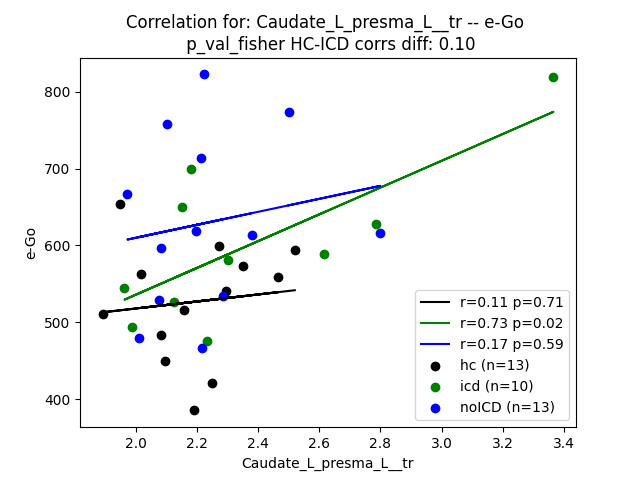 Correlation for: Caudate_L_presma_L__tr -- e-Go
p_val_fisher HC-ICD corrs diff: 0.10
800
700
600
500
400
e-Go
r=0.11 p=0.71
r=0.73 p=0.02
r=0.17 p=0.59
hc (n=13)
icd (n=10)
noICD (n=13)
2.0 2.2 2.4 2.6 2.8 3.0 3.2 3.4
Caudate_L_presma_L__tr